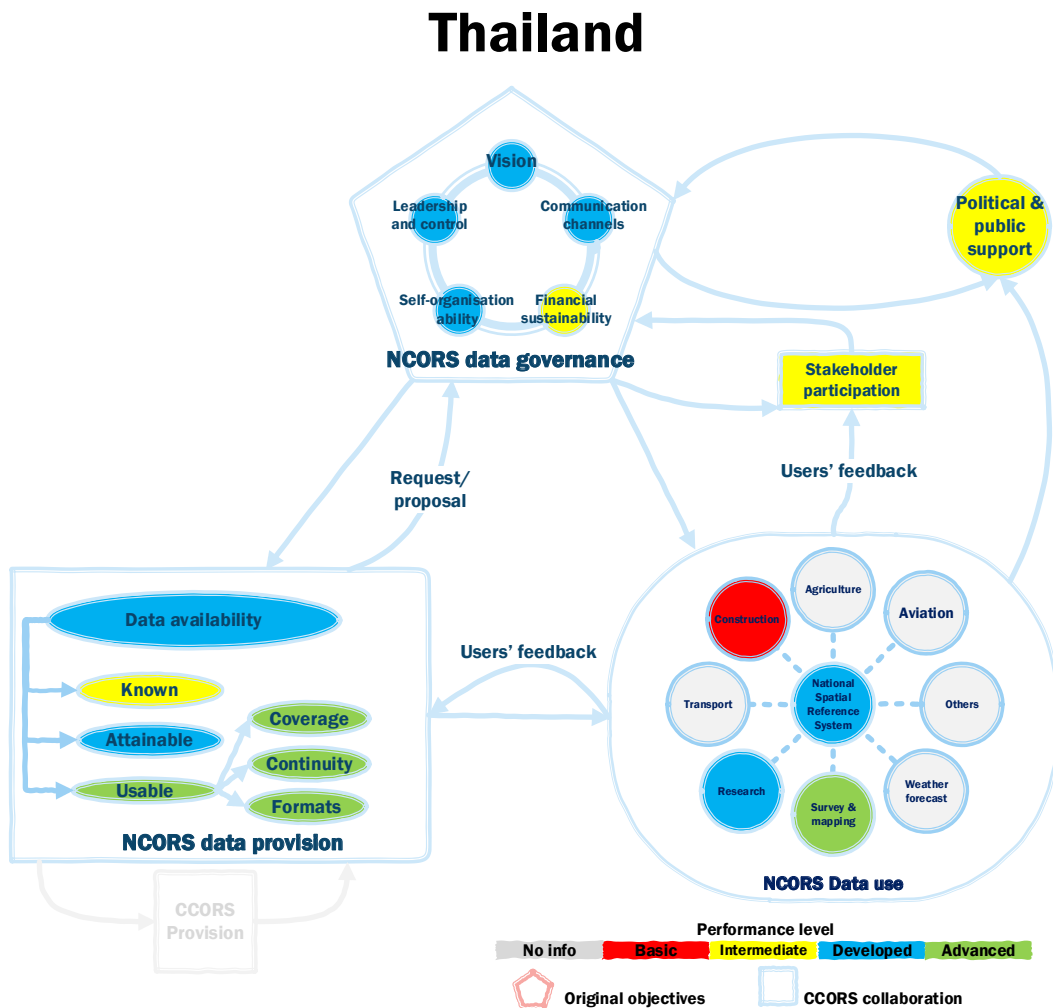 Thailand
Vision
Leadership
and control
Communication
channels
Self-organisation
ability
Financial
sustainability
NCORS data governance
Political &
public
support
Stakeholder
participation
Request/
proposal
Users’ feedback
Data availability
Known
Attainable
Usable
Coverage
Continuity
Formats
NCORS data provision
Users’ feedback
Agriculture
Construction
Aviation
Transport
National
Spatial
Reference
System
Others
Research
Survey &
mapping
Weather
forecast
NCORS Data use
CCORS
Provision
Performance level
No info Basic Intermediate Developed Advanced
Original objectives CCORS collaboration